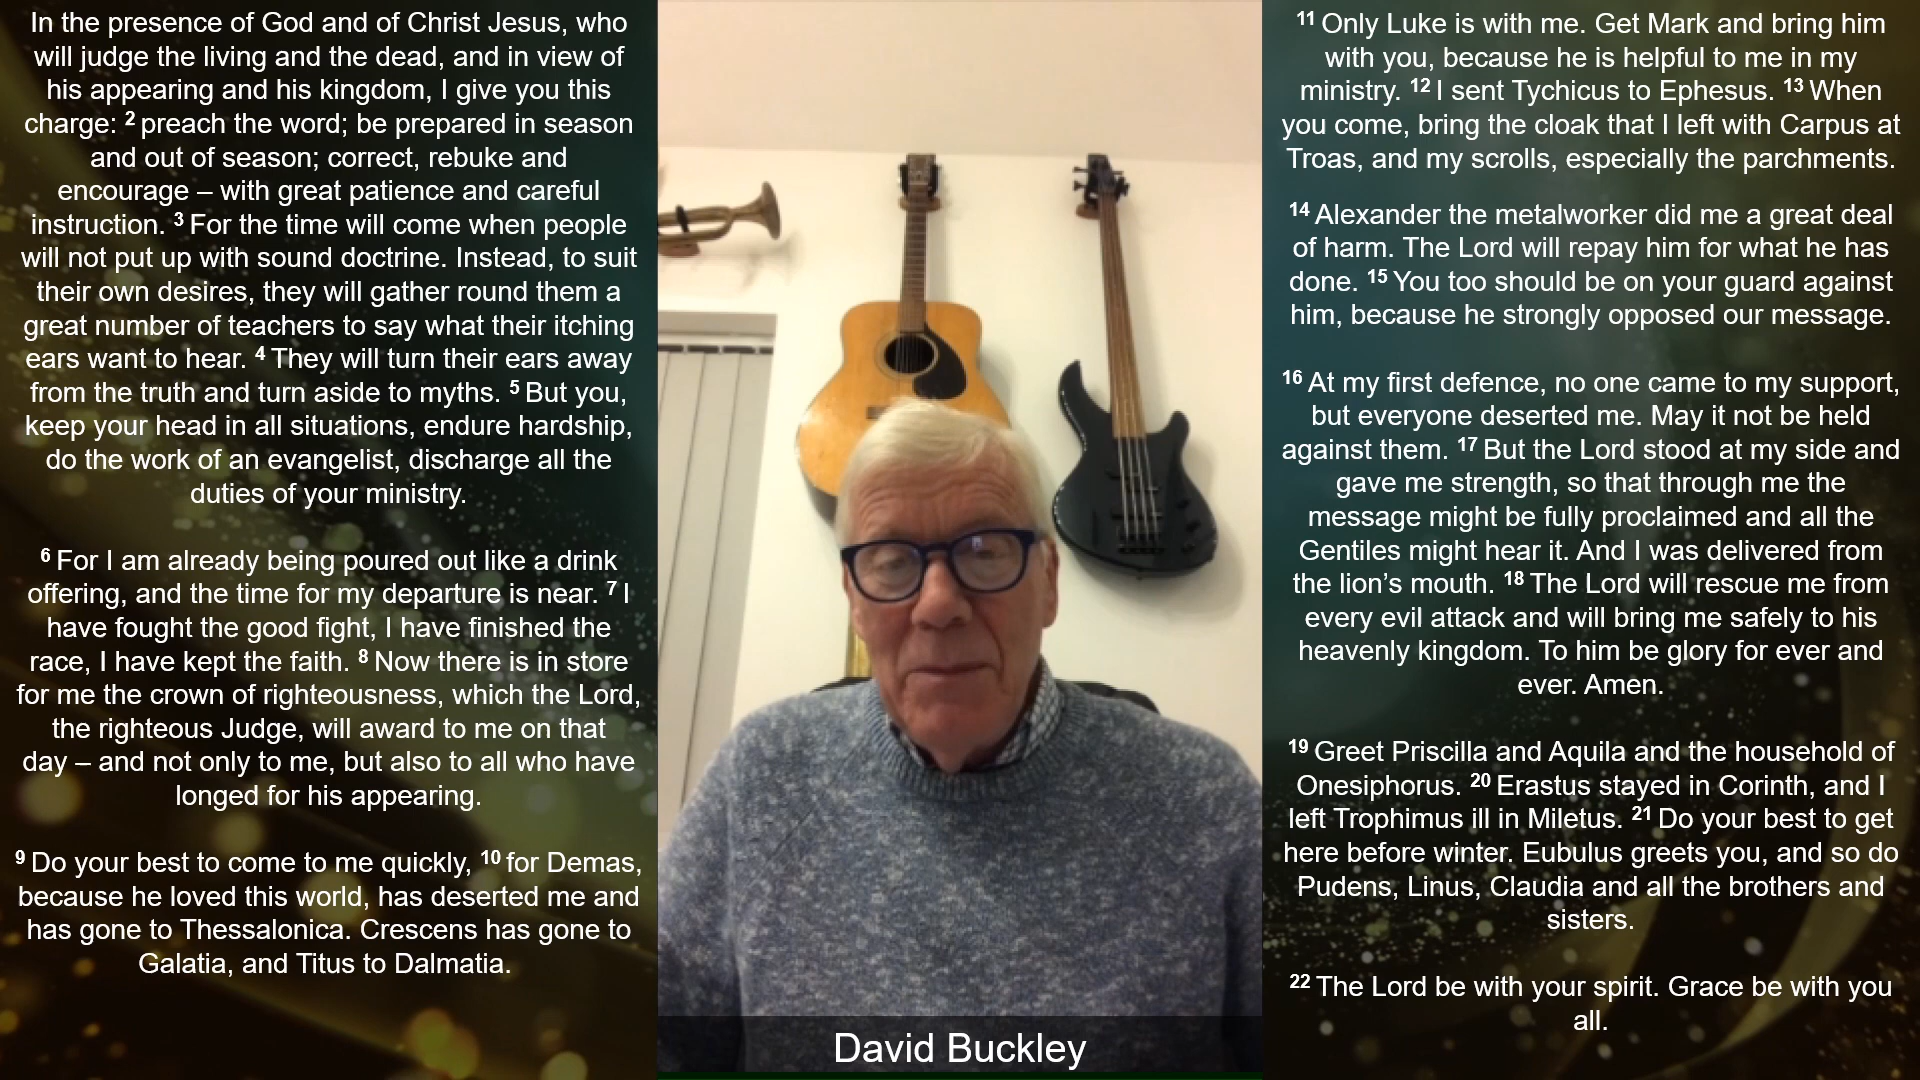 In the presence of God and of Christ Jesus, who
will judge the living and the dead, and in view of
his appearing and his kingdom, I give you this
charge: 2 preach the word; be prepared in season
and out of season; correct, rebuke and
encourage – with great patience and careful
instruction. 3 For the time will come when people
will not put up with sound doctrine. Instead, to suit
their own desires, they will gather round them a
great number of teachers to say what their itching
ears want to hear. 4 They will turn their ears away
from the truth and turn aside to myths. 5 But you,
keep your head in all situations, endure hardship,
do the work of an evangelist, discharge all the
duties of your ministry.
6 For I am already being poured out like a drink
offering, and the time for my departure is near. 7 I
have fought the good fight, I have finished the
race, I have kept the faith. 8 Now there is in store
for me the crown of righteousness, which the Lord,
the righteous Judge, will award to me on that
day – and not only to me, but also to all who have
longed for his appearing.
9 Do your best to come to me quickly, 10 for Demas,
because he loved this world, has deserted me and
has gone to Thessalonica. Crescens has gone to
Galatia, and Titus to Dalmatia.
David Buckley
11 Only Luke is with me. Get Mark and bring him
with you, because he is helpful to me in my
ministry. 12 I sent Tychicus to Ephesus. 13 When
you come, bring the cloak that I left with Carpus at
Troas, and my scrolls, especially the parchments.
14 Alexander the metalworker did me a great deal
of harm. The Lord will repay him for what he has
done. 15 You too should be on your guard against
him, because he strongly opposed our message.
16 At my first defence, no one came to my support,
but everyone deserted me. May it not be held
against them. 17 But the Lord stood at my side and
gave me strength, so that through me the
message might be fully proclaimed and all the
Gentiles might hear it. And I was delivered from
the lion’s mouth. 18 The Lord will rescue me from
every evil attack and will bring me safely to his
heavenly kingdom. To him be glory for ever and
ever. Amen.
19 Greet Priscilla and Aquila and the household of
Onesiphorus. 20 Erastus stayed in Corinth, and I
left Trophimus ill in Miletus. 21 Do your best to get
here before winter. Eubulus greets you, and so do
Pudens, Linus, Claudia and all the brothers and
sisters.
22 The Lord be with your spirit. Grace be with you
all.